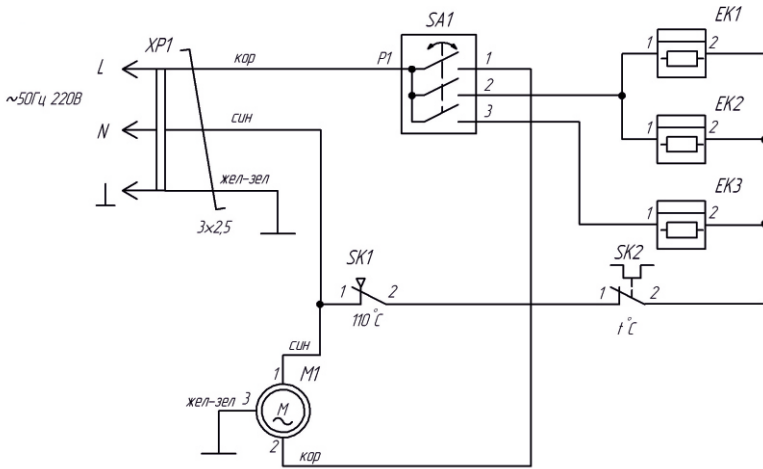 SA1
EK1
XP1
P1
1
1 2
L
кор
2
~50Гц 220В
3
EK2
син
N
1 2
жел-зел
EK3
1 2
3x2,5
SK1
SK2
1 2
1 2
110°C
t°C
син
1 M1
жел-зел 3
M
2
кор